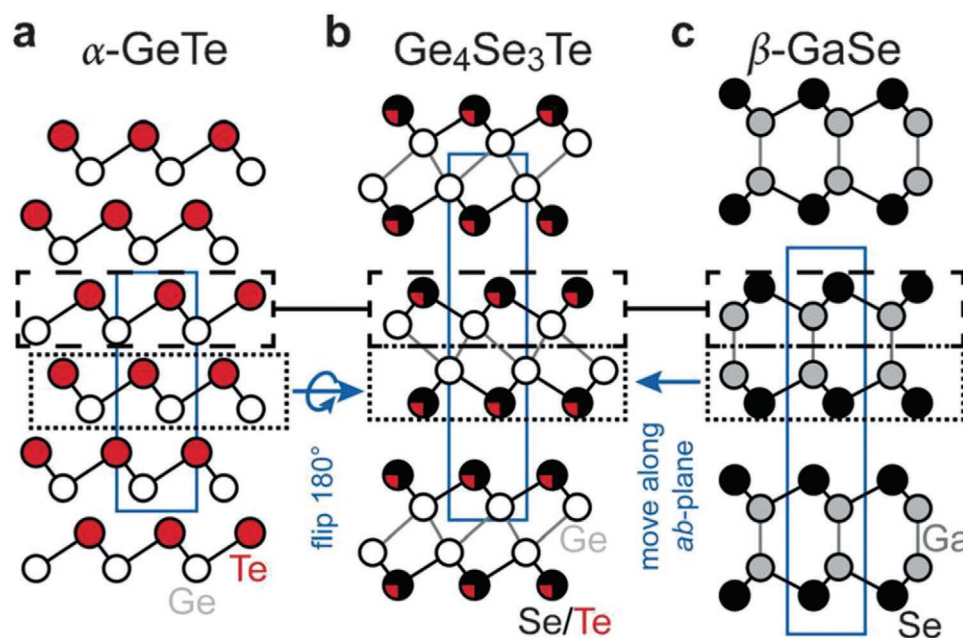 a
α-GeTe
b
Ge₄Se₃Te
c
β-GaSe
flip 180°
move along
ab-plane
Te
Ge
Ge
Se/Te
Ga
Se